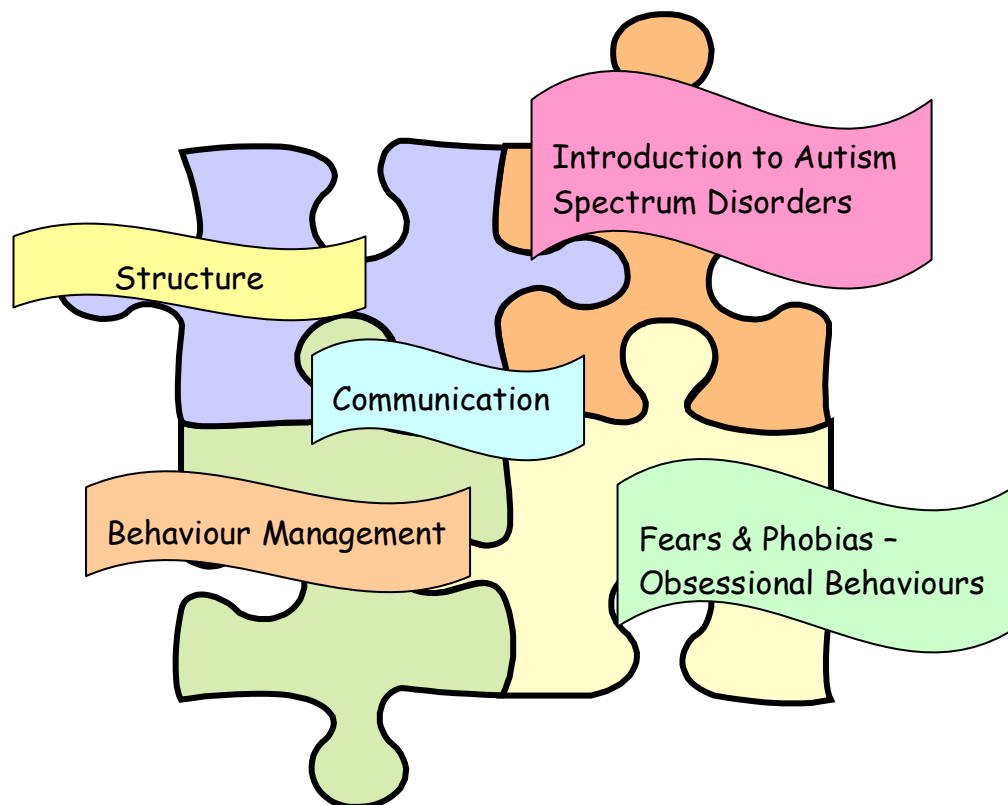 Introduction to Autism
Spectrum Disorders
Structure
Communication
Behaviour Management
Fears & Phobias –
Obsessional Behaviours